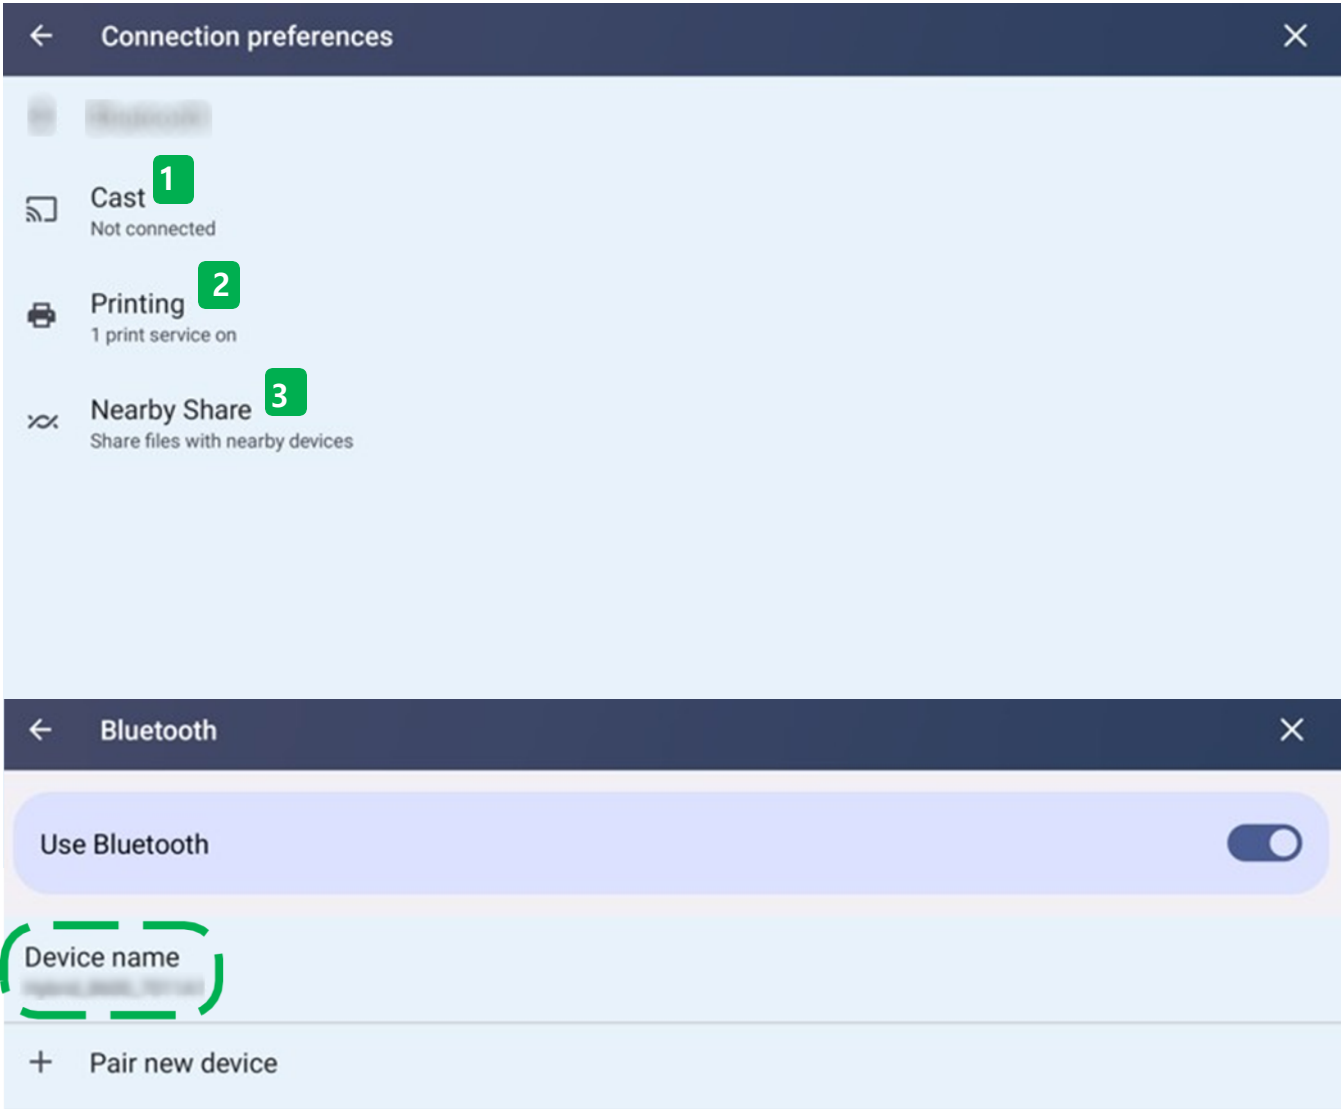 Connection preferences
Cast 1
Not connected
Printing 2
1 print service on
Nearby Share 3
Share files with nearby devices
Bluetooth
Use Bluetooth
Device name
Pair new device